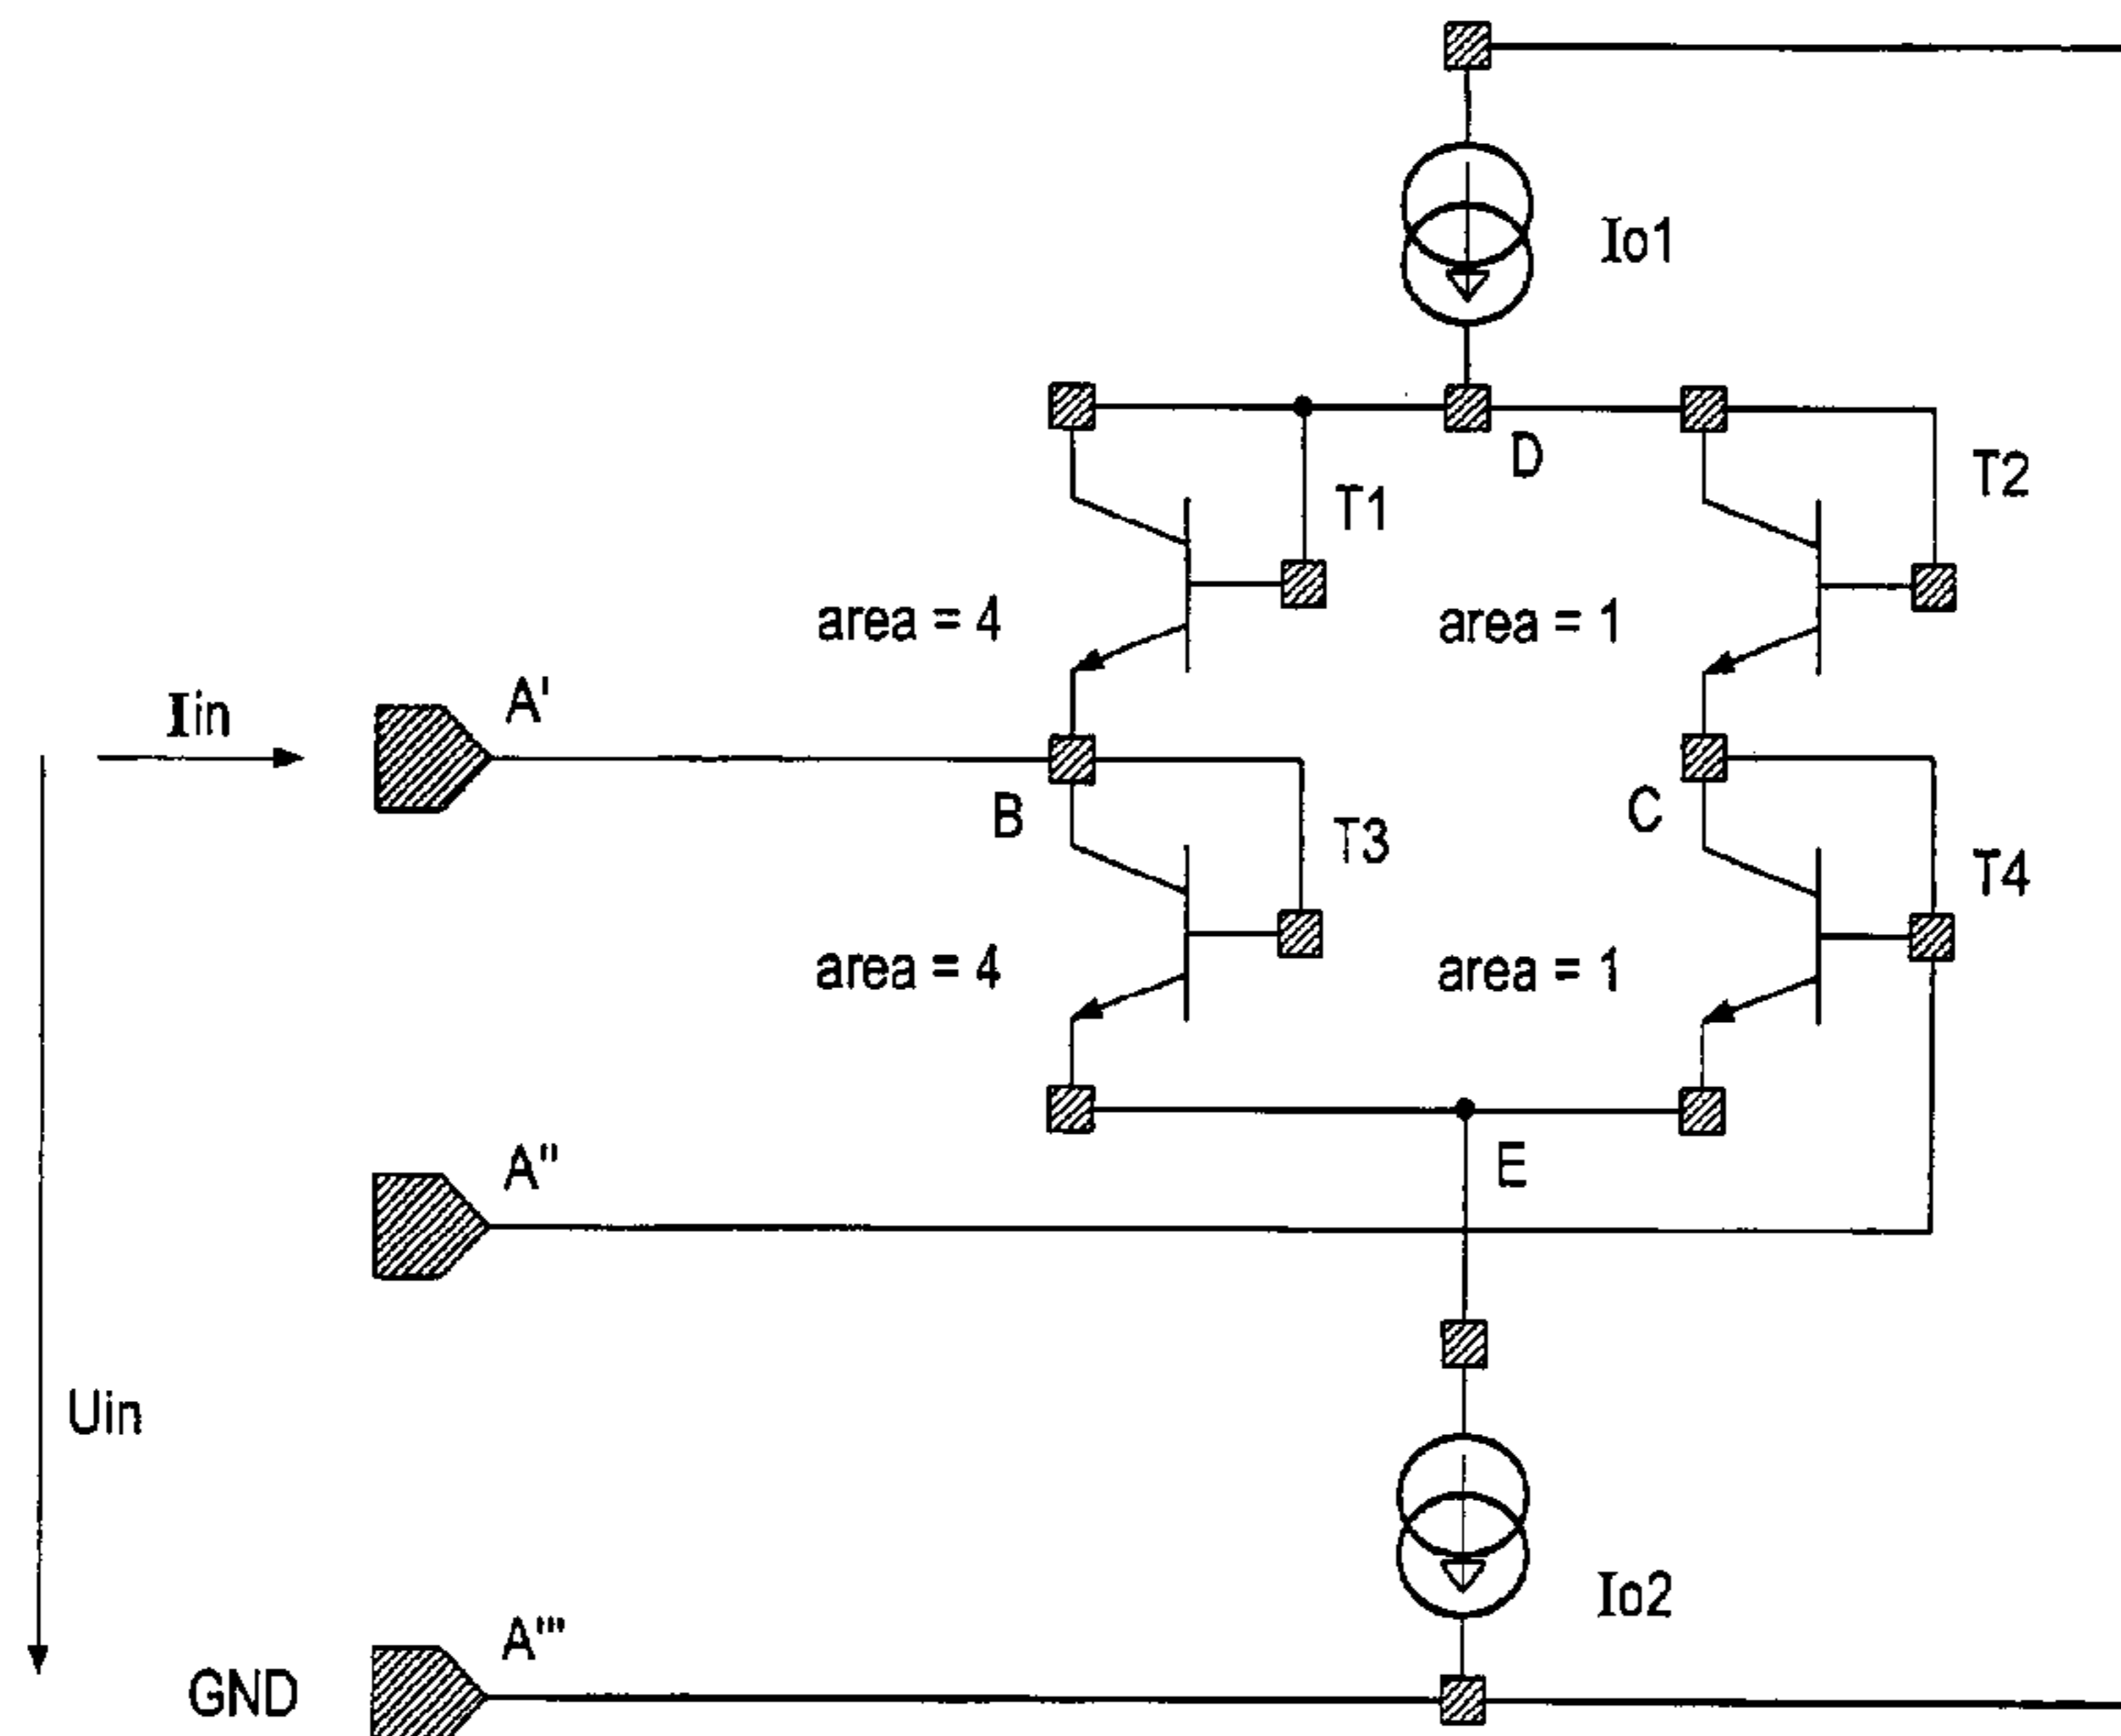 Io1
D
T1
T2
area = 4
area = 1
Iin
A'
B
T3
C
T4
area = 4
area = 1
A"
E
Uin
Io2
A'''
GND